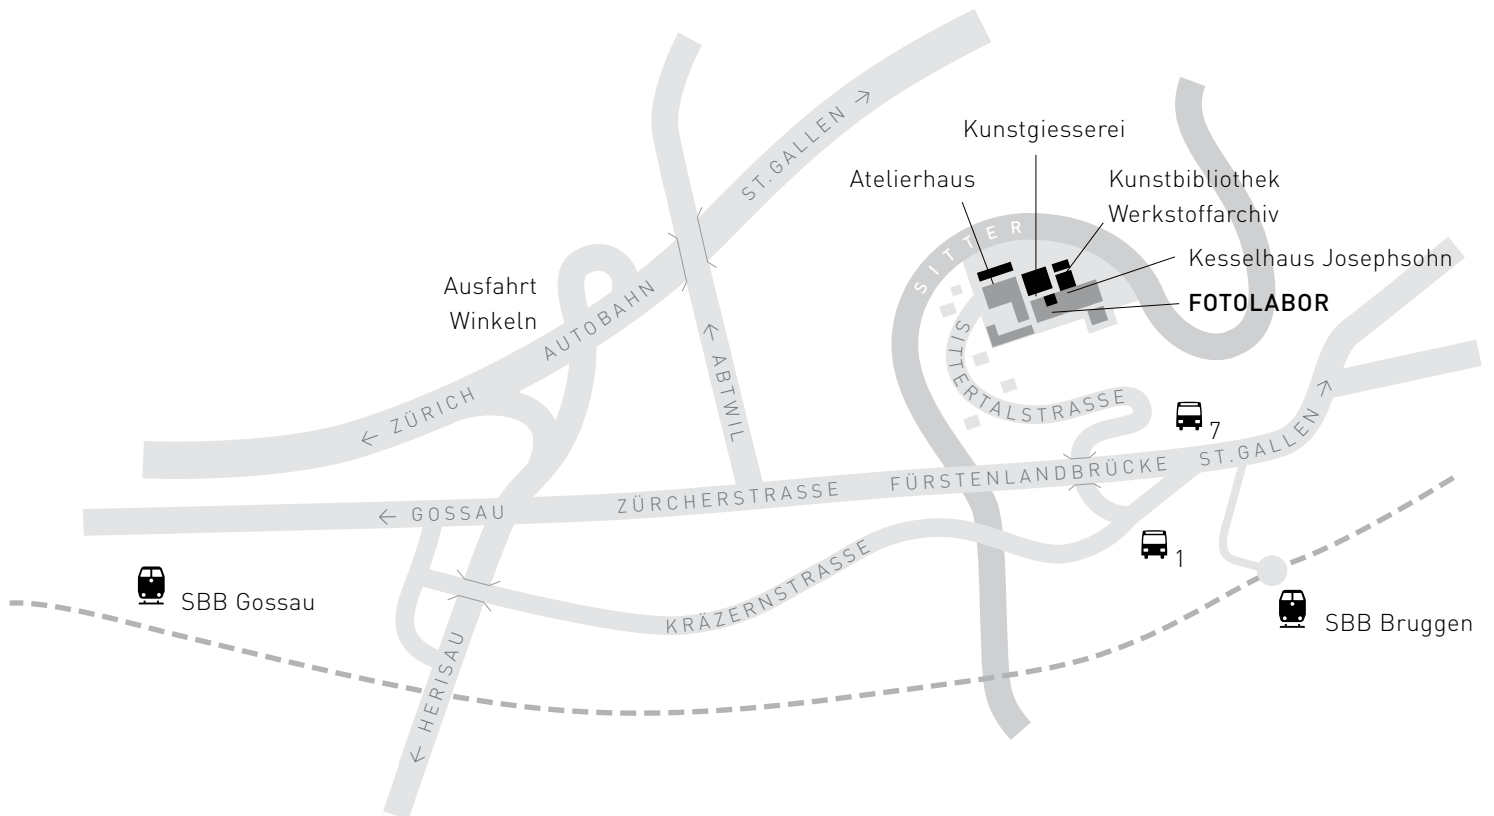 Kunstgiesserei
Atelierhaus
Kunstbibliothek
Werkstoffarchiv
Kesselhaus Josephsohn
FOTOLABOR
SITTER
SITTERTALSTRASSE
ST.GALLEN →
AUTOBAHN
← ZÜRICH
Ausfahrt
Winkeln
← ABTWIL
7
← GOSSAU
ZÜRCHERSTRASSE
FÜRSTENLANDBRÜCKE
ST.GALLEN →
1
KRÄZERNSTRASSE
← HERISAU
SBB Gossau
SBB Bruggen